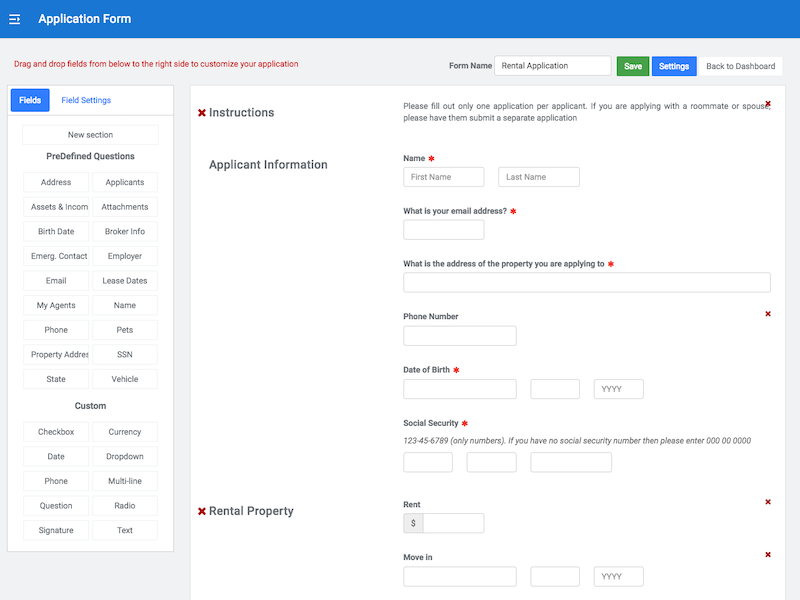 Application Form
Drag and drop fields from below to the right side to customize your application
Form Name
Rental Application
Save
Settings
Back to Dashboard
Fields
Field Settings
New section
PreDefined Questions
Address
Applicants
Assets & Incom
Attachments
Birth Date
Broker Info
Emerg. Contact
Employer
Email
Lease Dates
My Agents
Name
Phone
Pets
Property Addres
SSN
State
Vehicle
Custom
Checkbox
Currency
Date
Dropdown
Phone
Multi-line
Question
Radio
Signature
Text
Instructions
Please fill out only one application per applicant. If you are applying with a roommate or spouse,
please have them submit a separate application
Applicant Information
Name *
First Name
Last Name
What is your email address? *
What is the address of the property you are applying to *
Phone Number
Date of Birth *
YYYY
Social Security *
123-45-6789 (only numbers). If you have no social security number then please enter 000 00 0000
Rental Property
Rent
$
Move in
YYYY